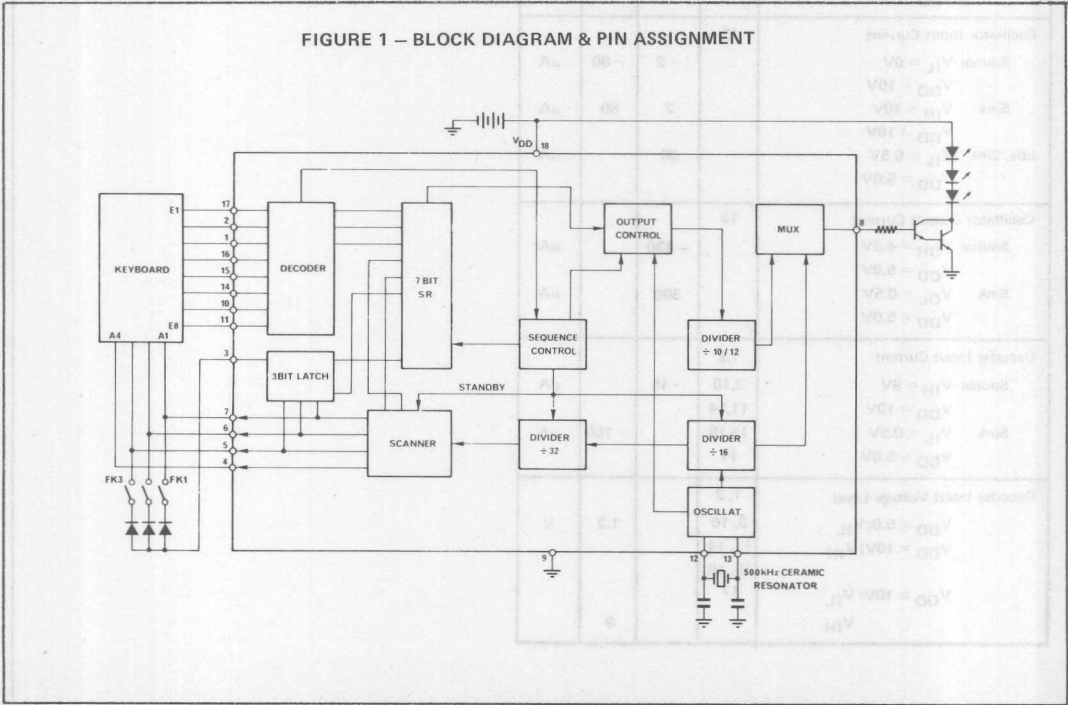 FIGURE 1 – BLOCK DIAGRAM & PIN ASSIGNMENT
VDD 18
17
E1
2
1
16
15
14
10
11
E8
KEYBOARD
A4
A1
DECODER
7 BIT
SR
OUTPUT
CONTROL
MUX
8
3
3BIT LATCH
SEQUENCE
CONTROL
DIVIDER
÷ 10 / 12
STANDBY
7
6
5
4
SCANNER
DIVIDER
÷ 32
DIVIDER
÷ 16
FK3
FK1
OSCILLAT.
9
12
13
500kHz CERAMIC
RESONATOR